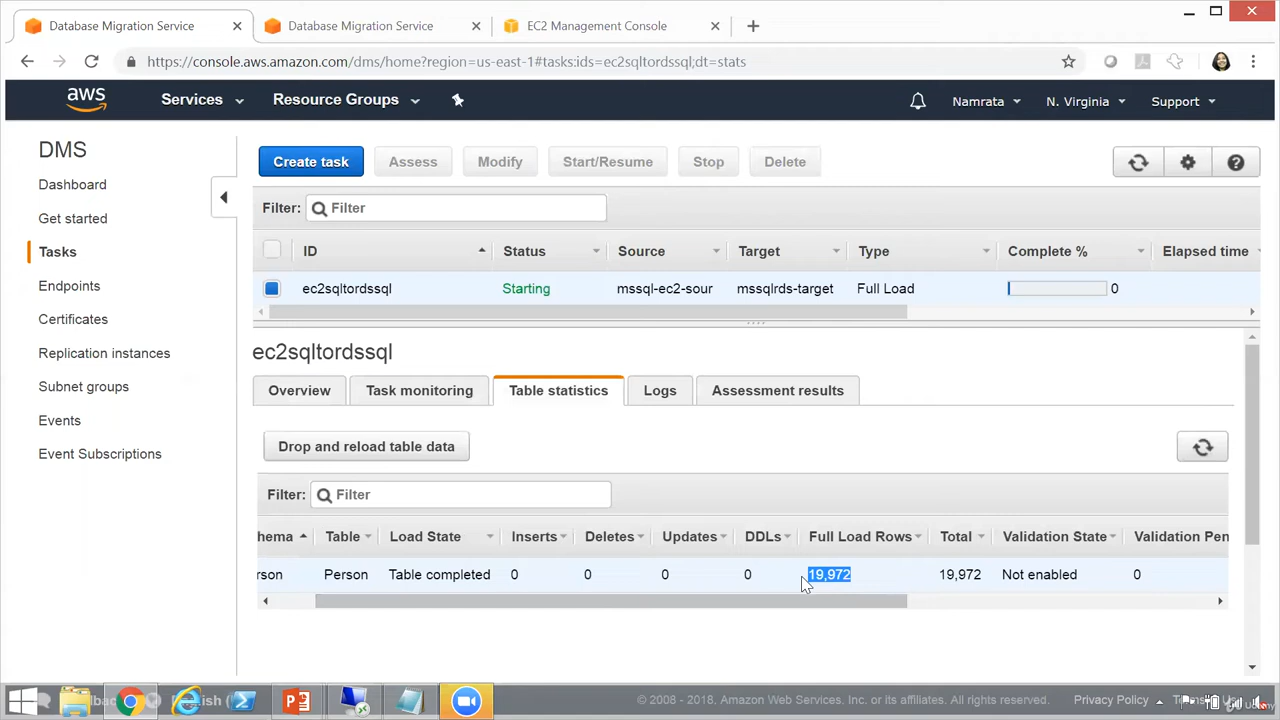 Database Migration Service
Database Migration Service
EC2 Management Console
https://console.aws.amazon.com/dms/home?region=us-east-1#tasks:ids=ec2sqltordssql;dt=stats
aws
Services
Resource Groups
Namrata
N. Virginia
Support
DMS
Dashboard
Get started
Tasks
Endpoints
Certificates
Replication instances
Subnet groups
Events
Event Subscriptions
Create task
Assess
Modify
Start/Resume
Stop
Delete
Filter: Filter
ID Status Source Target Type Complete % Elapsed time
ec2sqltordssql Starting mssql-ec2-sour mssqlrds-target Full Load 0
ec2sqltordssql
Overview
Task monitoring
Table statistics
Logs
Assessment results
Drop and reload table data
Filter: Filter
hema Table Load State Inserts Deletes Updates DDLs Full Load Rows Total Validation State Validation Pen
rson Person Table completed 0 0 0 0 19,972 19,972 Not enabled 0
© 2008 - 2018, Amazon Web Services, Inc. or its affiliates. All rights reserved.
Privacy Policy